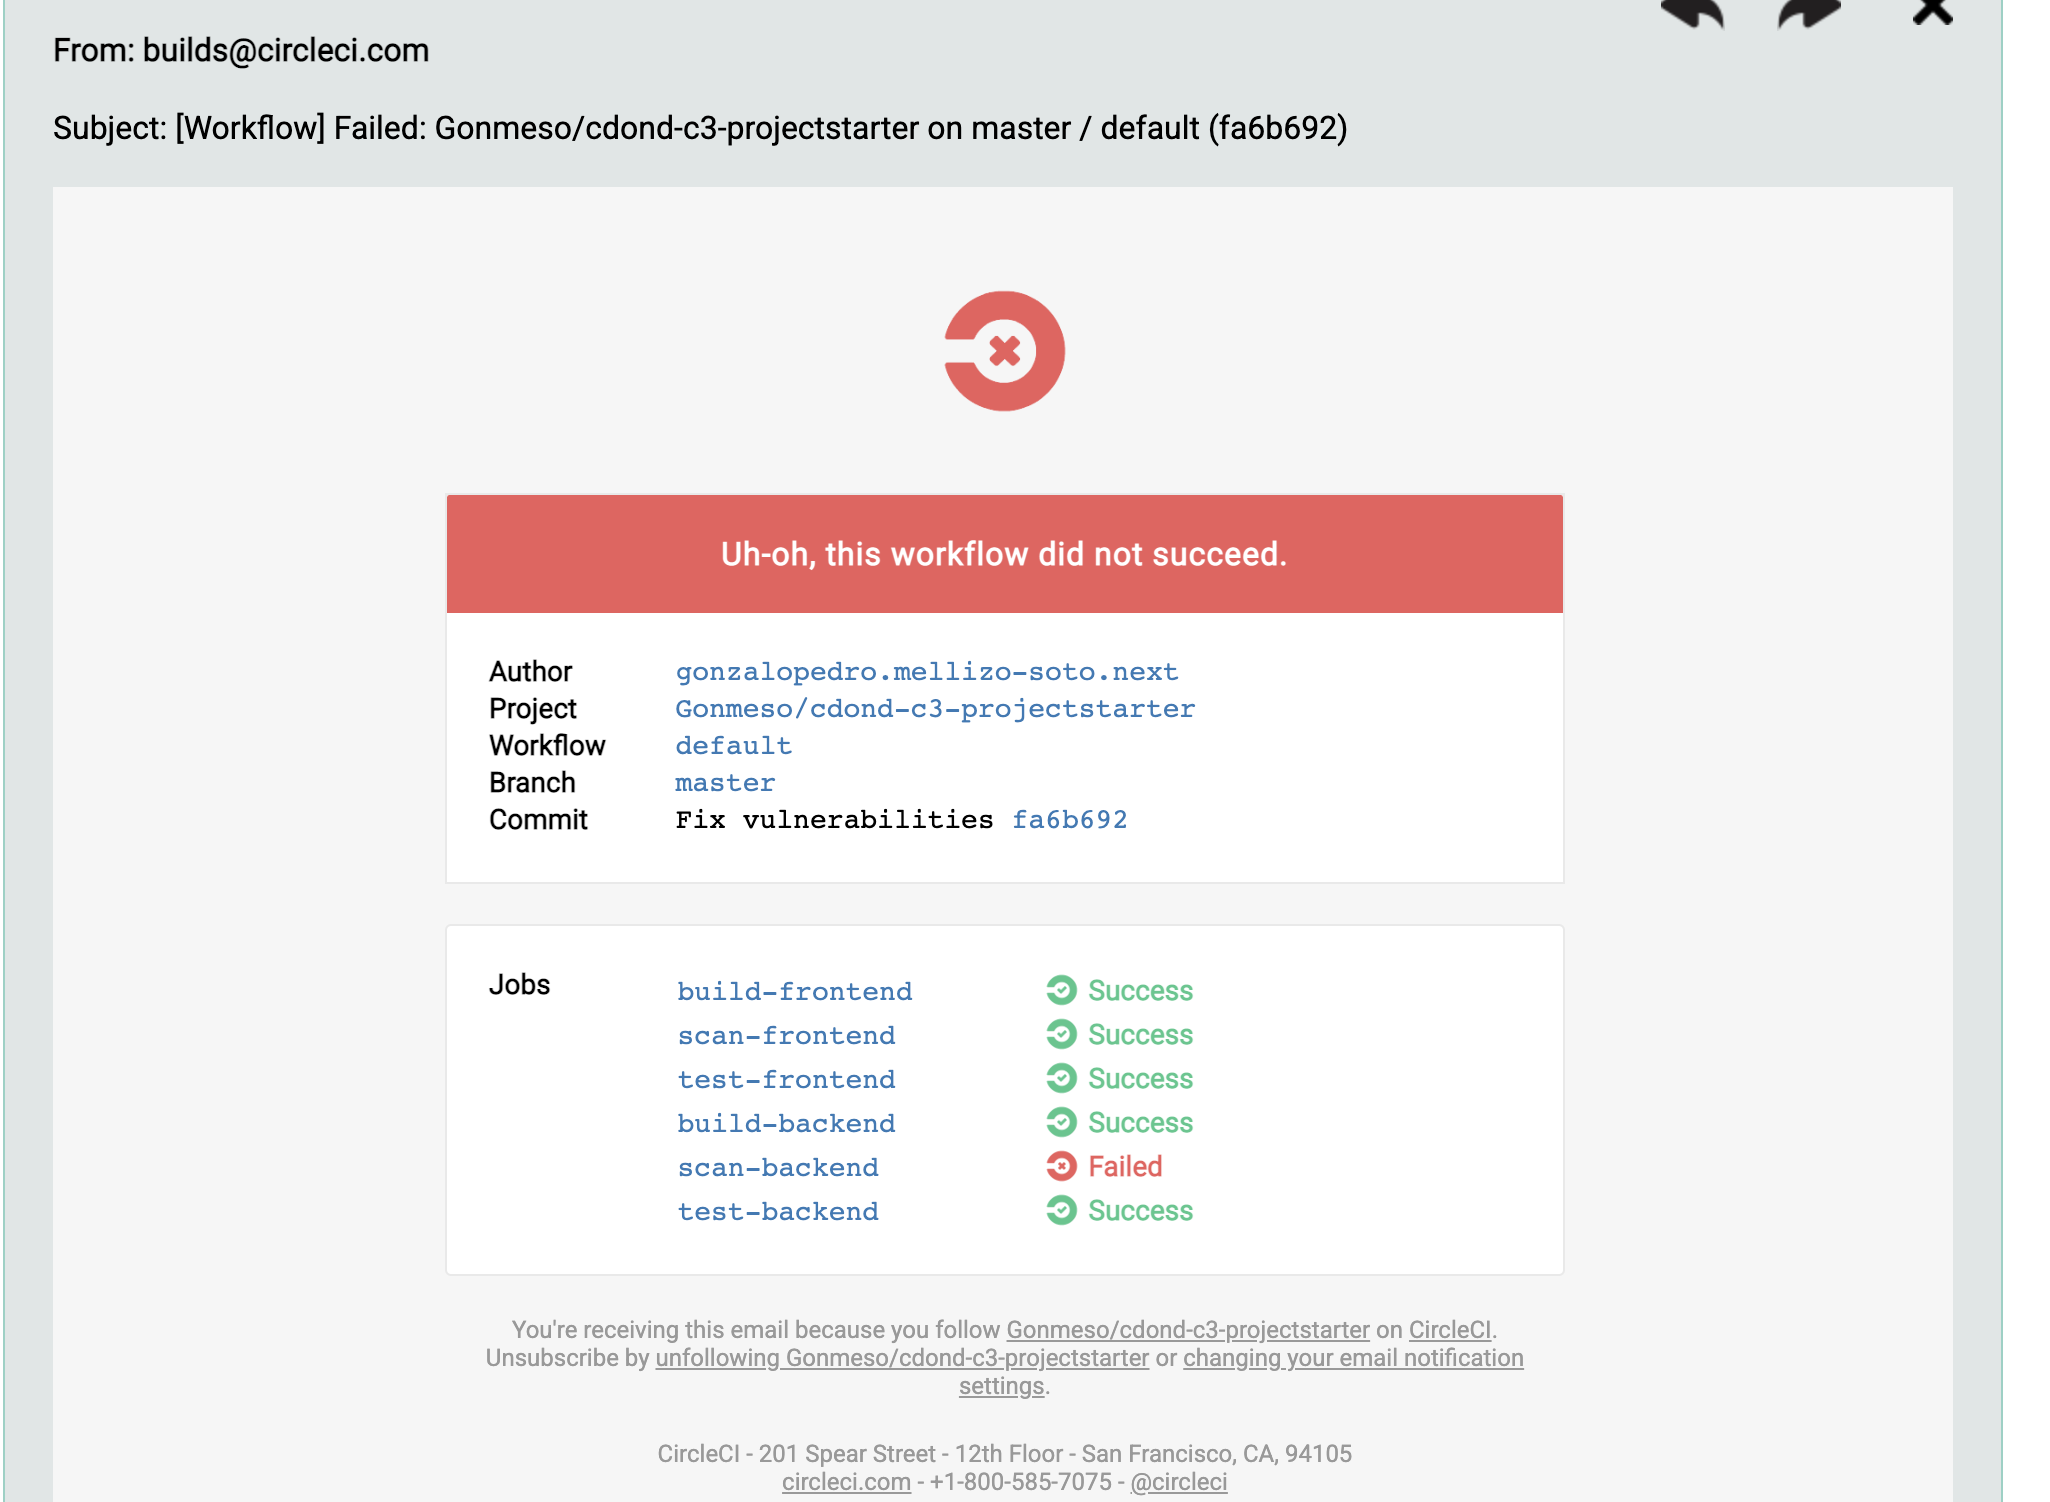 From: builds@circleci.com
Subject: [Workflow] Failed: Gonmeso/cdond-c3-projectstarter on master / default (fa6b692)
Uh-oh, this workflow did not succeed.
Author gonzalopedro.mellizo-soto.next
Project Gonmeso/cdond-c3-projectstarter
Workflow default
Branch master
Commit Fix vulnerabilities fa6b692
Jobs build-frontend Success
scan-frontend Success
test-frontend Success
build-backend Success
scan-backend Failed
test-backend Success
You're receiving this email because you follow Gonmeso/cdond-c3-projectstarter on CircleCI.
Unsubscribe by unfollowing Gonmeso/cdond-c3-projectstarter or changing your email notification
settings.
CircleCI - 201 Spear Street - 12th Floor - San Francisco, CA, 94105
circleci.com - +1-800-585-7075 - @circleci